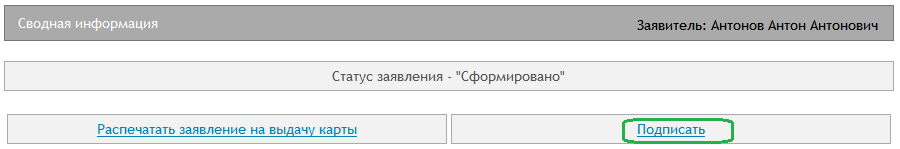 Сводная информация
Заявитель: Антонов Антон Антонович
Статус заявления - "Сформировано"
Распечатать заявление на выдачу карты
Подписать